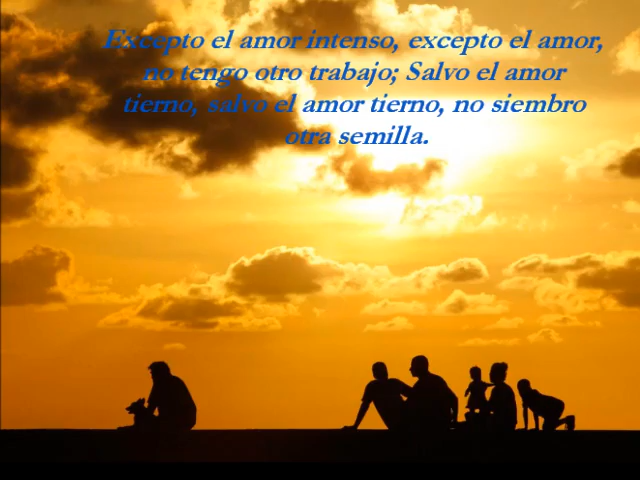 Excepto el amor intenso, excepto el amor,
no tengo otro trabajo; Salvo el amor
tierno, salvo el amor tierno, no siembro
otra semilla.